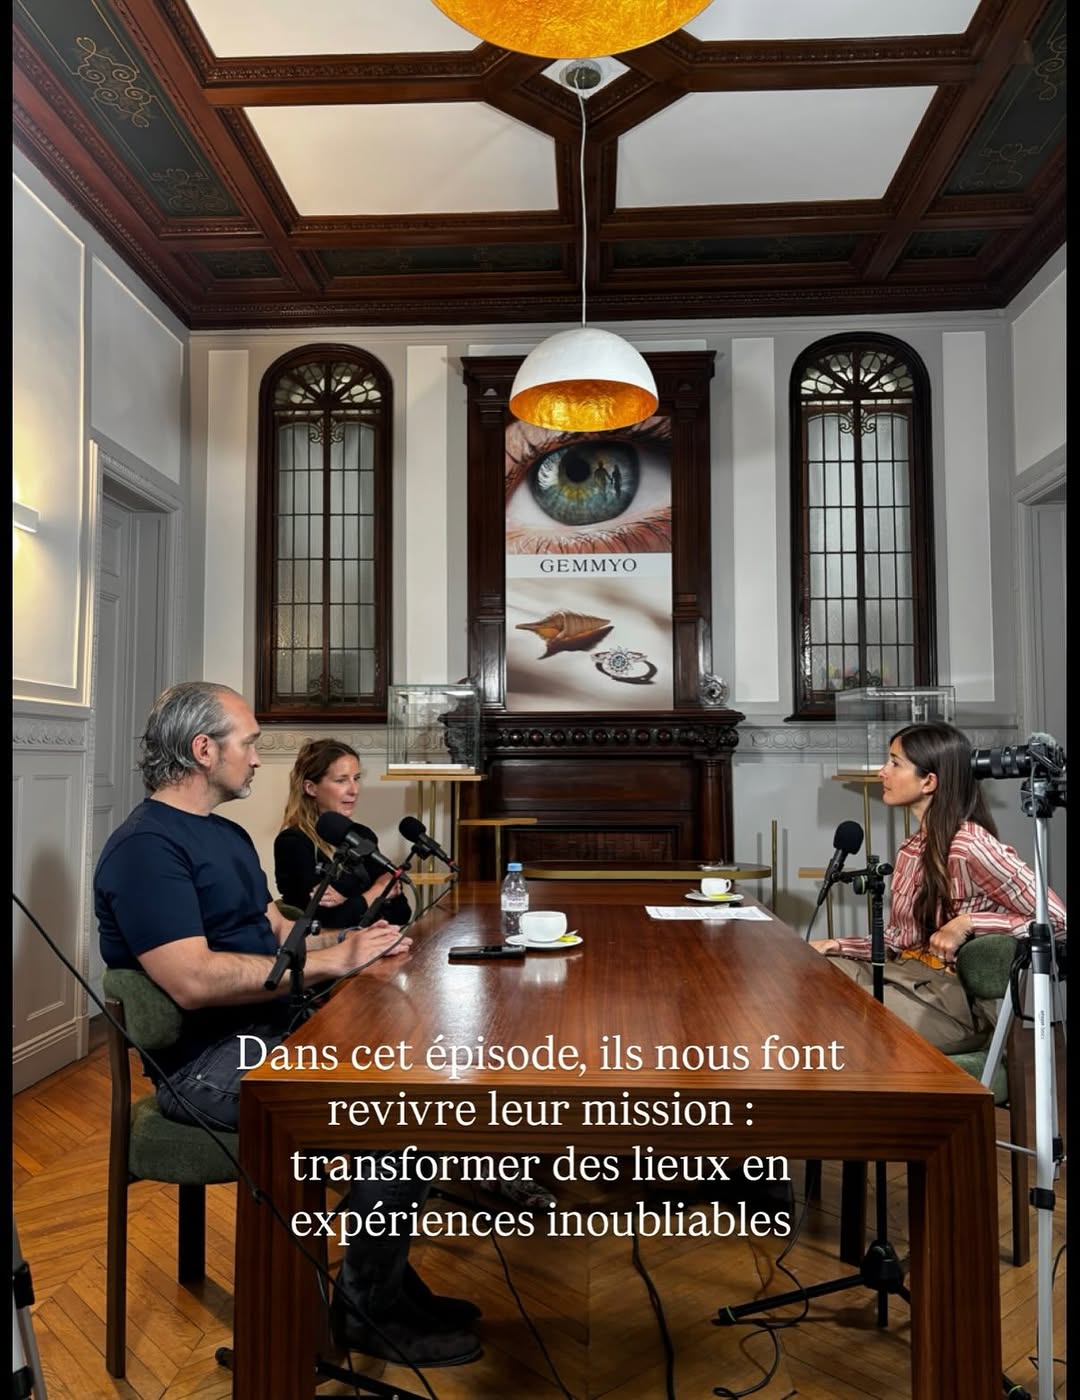 GEMMYO
Dans cet épisode, ils nous font
revivre leur mission :
transformer des lieux en
expériences inoubliables